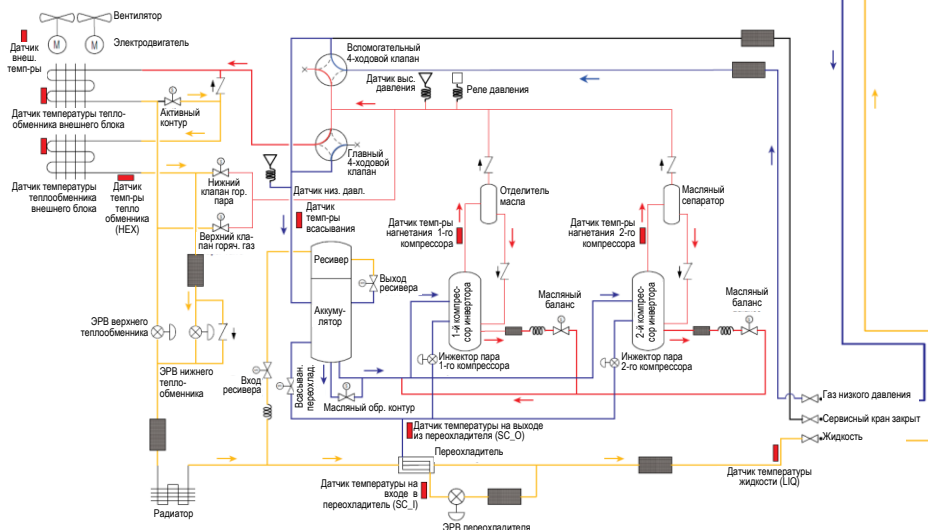 Вентилятор
Электродвигатель
M
M
Датчик
внеш.
темп-ры
Датчик температуры тепло-
обменника внешнего блока
Активный
контур
Датчик температуры
теплообменника
внешнего блока
Датчик
темп-ры
тепло
обменника
(HEX)
Нижний
клапан гор.
пара
Верхний кла-
пан горяч. газ
Вспомогательный
4-ходовой клапан
Датчик выс.
давления
Реле давления
Главный
4-ходовой
клапан
Датчик низ. давл.
Датчик
темп-ры
всасывания
Отделитель
масла
Масляный
сепаратор
Датчик темп-ры
нагнетания 1-го
компрессора
Датчик темп-ры
нагнетания 2-го
компрессора
Ресивер
Выход
ресивера
Аккуму-
лятор
1-й компрес-
сор инвертора
2-й компрес-
сор инвертора
Масляный
баланс
Масляный
баланс
ЭРВ верхнего
теплообменника
ЭРВ нижнего
тепло-
обменника
Вход
ресивера
Всасыван.
переохлад.
Масляный обр. контур
Инжектор пара
1-го компрессора
Инжектор пара
2-го компрессора
Газ низкого давления
Сервисный кран закрыт
Жидкость
Датчик температуры на выходе
из переохладителя (SC_O)
Переохладитель
Датчик температуры на
входе в
переохладитель (SC_I)
Датчик температуры
жидкости (LIQ)
Радиатор
ЭРВ переохладителя